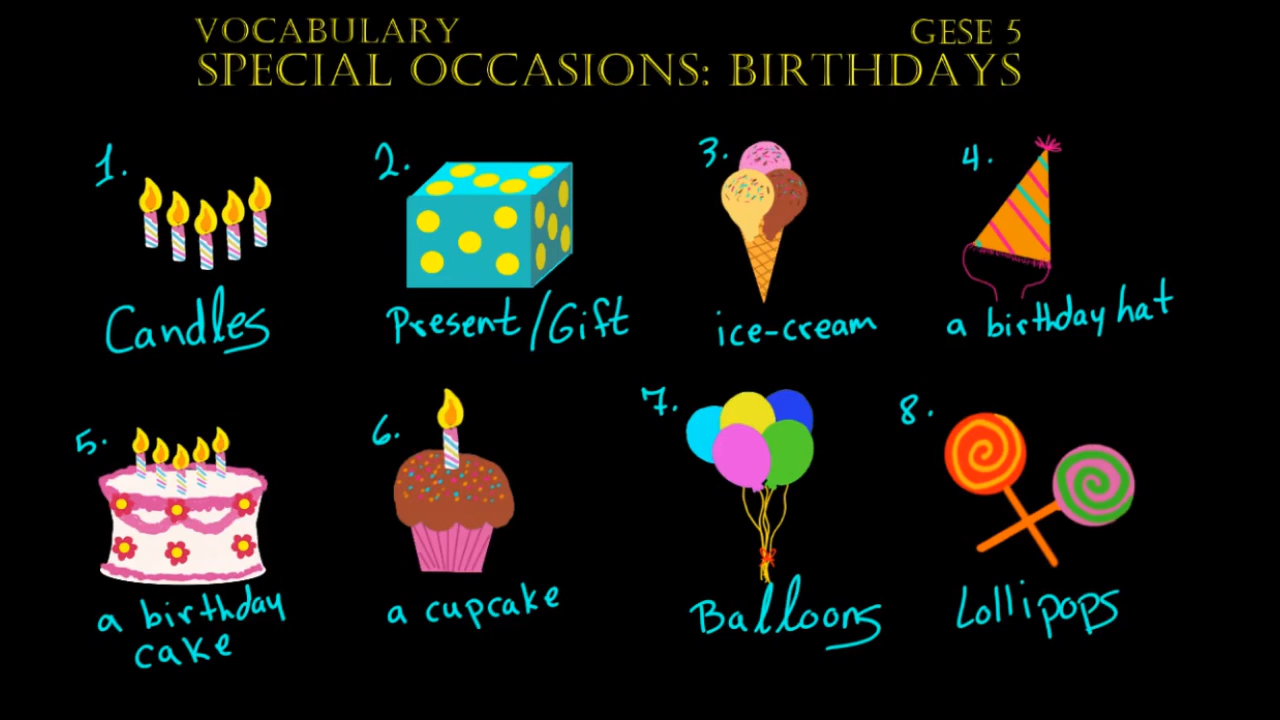 VOCABULARY GESE 5
SPECIAL OCCASIONS: BIRTHDAYS
1.
Candles
2.
Present/Gift
3.
ice-cream
4.
a birthday hat
5.
a birthday
cake
6.
a cupcake
7.
Balloons
8.
Lollipops